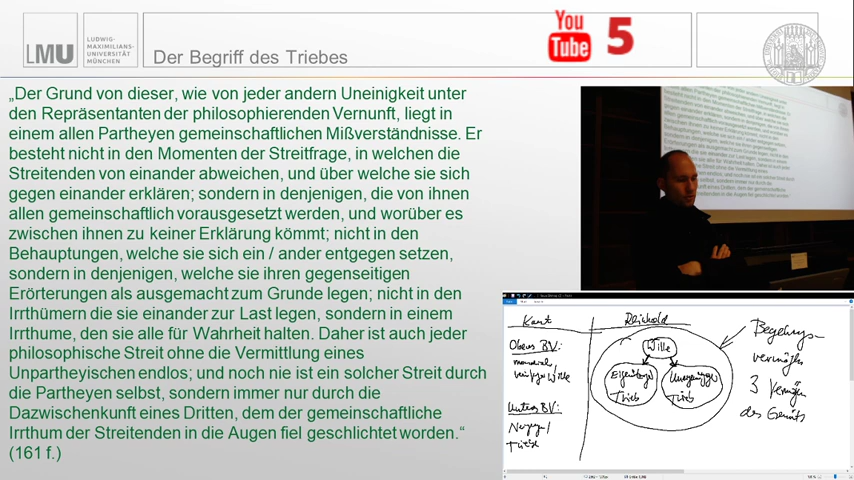 LMU
LUDWIG-
MAXIMILIANS-
UNIVERSITÄT
MÜNCHEN
Der Begriff des Triebes
You
Tube
5
„Der Grund von dieser, wie von jeder andern Uneinigkeit unter
den Repräsentanten der philosophierenden Vernunft, liegt in
einem allen Partheyen gemeinschaftlichen Mißverständnisse. Er
besteht nicht in den Momenten der Streitfrage, in welchen die
Streitenden von einander abweichen, und über welche sie sich
gegen einander erklären; sondern in denjenigen, die von ihnen
allen gemeinschaftlich vorausgesetzt werden, und worüber es
zwischen ihnen zu keiner Erklärung kömmt; nicht in den
Behauptungen, welche sie sich ein / ander entgegen setzen,
sondern in denjenigen, welche sie ihren gegenseitigen
Erörterungen als ausgemacht zum Grunde legen; nicht in den
Irrthümern die sie einander zur Last legen, sondern in einem
Irrthume, den sie alle für Wahrheit halten. Daher ist auch jeder
philosophische Streit ohne die Vermittlung eines
Unpartheyischen endlos; und noch nie ist ein solcher Streit durch
die Partheyen selbst, sondern immer nur durch die
Dazwischenkunft eines Dritten, dem der gemeinschaftliche
Irrthum der Streitenden in die Augen fiel geschlichtet worden.“
(161 f.)
Kant
Reinhold
Oberes BV:
Wille
Trieb
Trieb
Unteres BV:
Begehrungs-
vermögen
3 Vermögen
des Gemüts